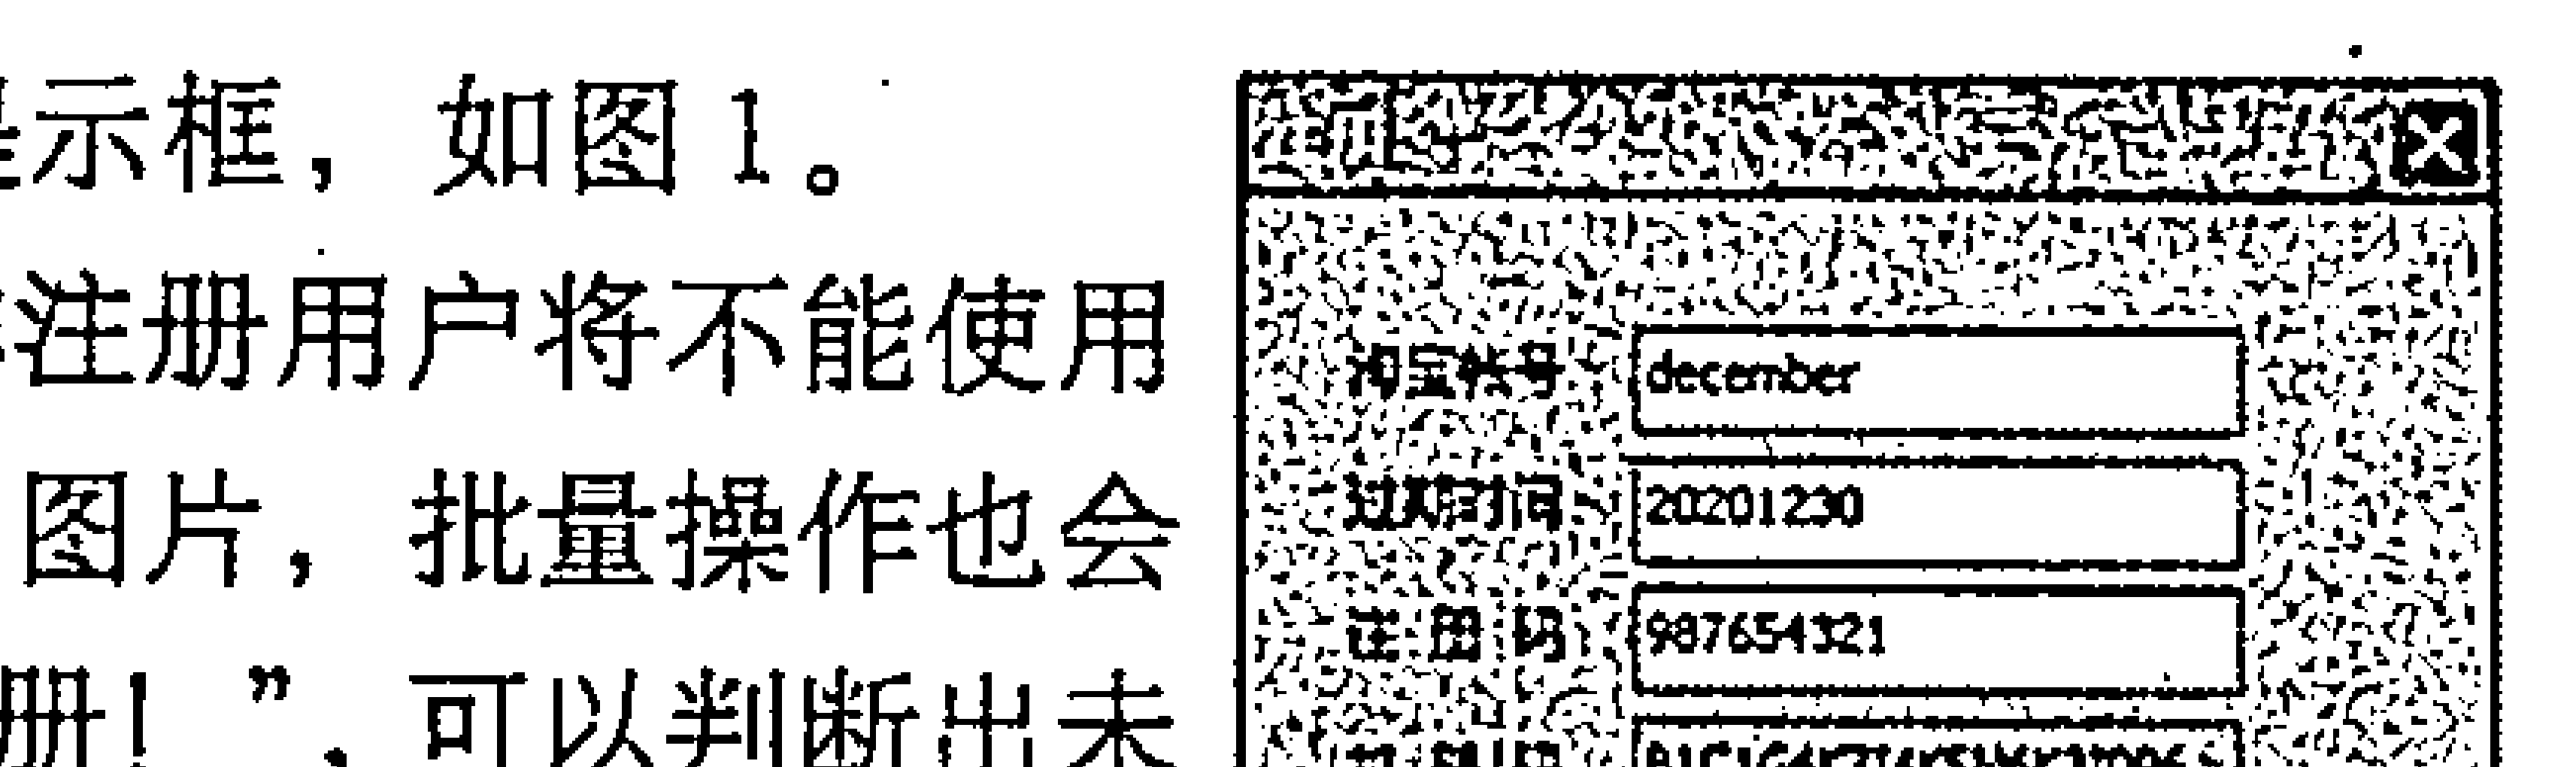 示框，如图1。
注册用户将不能使用
图片，批量操作也会
册！”，可以判断出未
淘宝帐号 december
过期时间 20201230
注册码 987654321